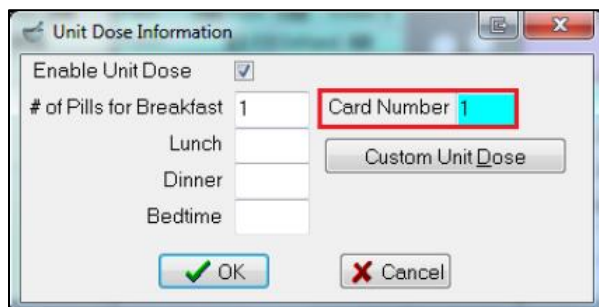 Unit Dose Information
Enable Unit Dose
# of Pills for Breakfast 1 Card Number 1
Lunch
Custom Unit Dose
Dinner
Bedtime
OK Cancel